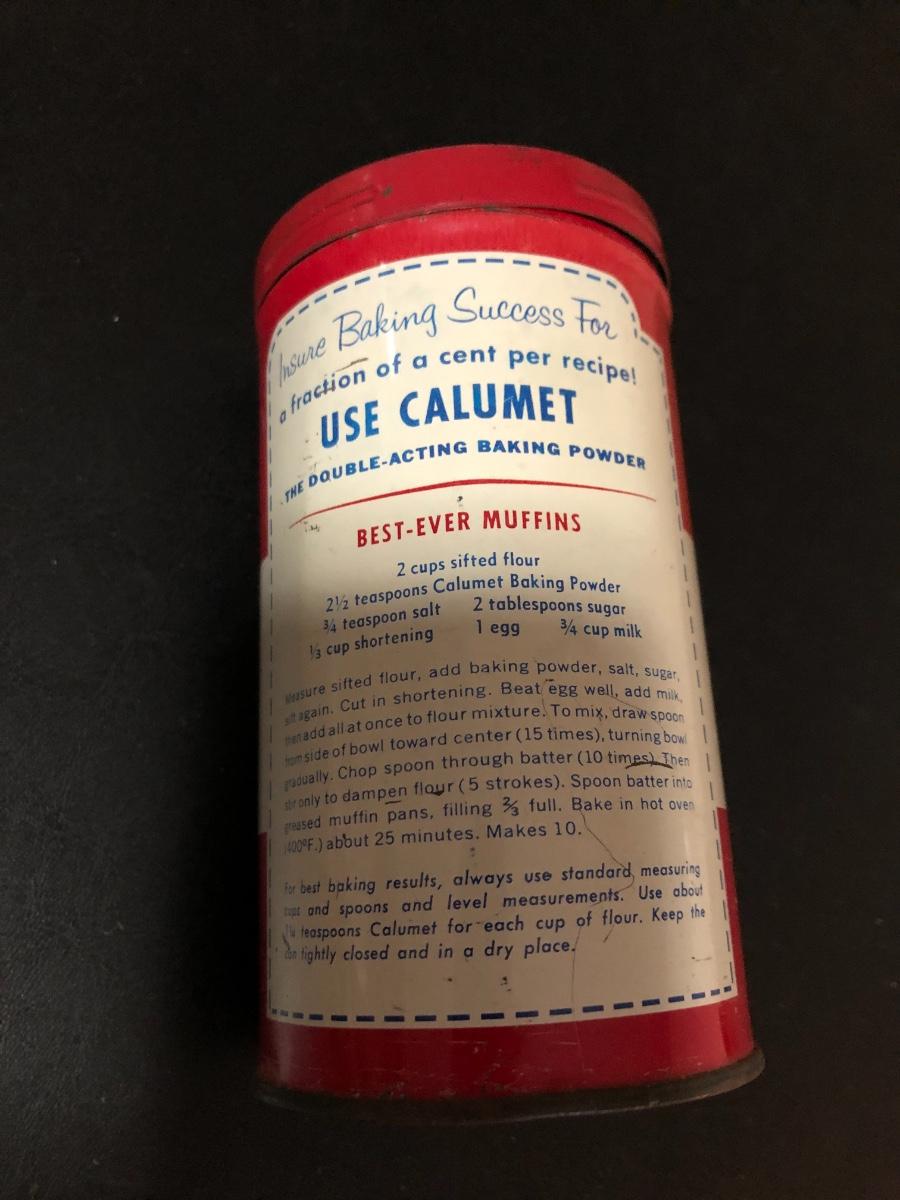 Insure Baking Success For
a fraction of a cent per recipe!
USE CALUMET
THE DOUBLE-ACTING BAKING POWDER
BEST-EVER MUFFINS
2 cups sifted flour
2½ teaspoons Calumet Baking Powder
¾ teaspoon salt 2 tablespoons sugar
⅓ cup shortening 1 egg ¾ cup milk
Measure sifted flour, add baking powder, salt, sugar,
sift again. Cut in shortening. Beat egg well, add milk,
then add all at once to flour mixture. To mix, draw spoon
from side of bowl toward center (15 times), turning bowl
gradually. Chop spoon through batter (10 times). Then
stir only to dampen flour (5 strokes). Spoon batter into
greased muffin pans, filling ⅔ full. Bake in hot oven
(400°F.) about 25 minutes. Makes 10.
For best baking results, always use standard measuring
cups and spoons and level measurements. Use about
teaspoons Calumet for each cup of flour. Keep the
can tightly closed and in a dry place.